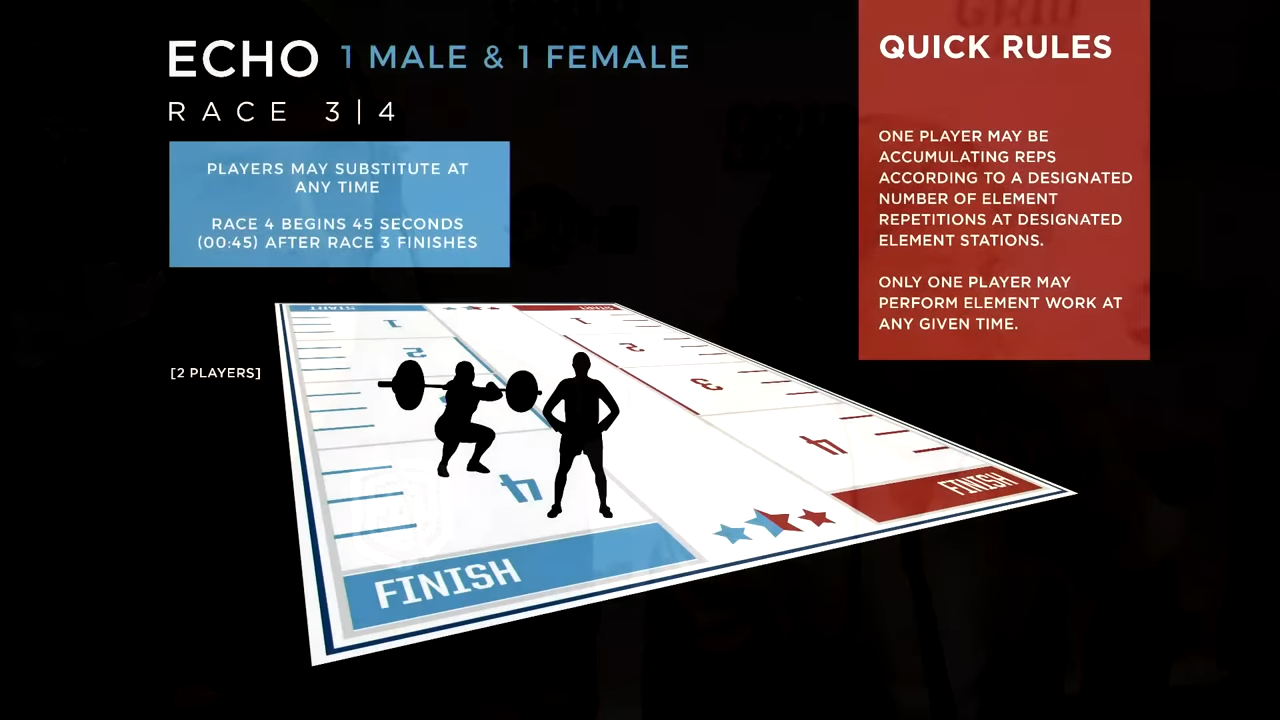 ECHO 1 MALE & 1 FEMALE
RACE 3|4
PLAYERS MAY SUBSTITUTE AT
ANY TIME
RACE 4 BEGINS 45 SECONDS
(00:45) AFTER RACE 3 FINISHES
GRID
QUICK RULES
ONE PLAYER MAY BE
ACCUMULATING REPS
ACCORDING TO A DESIGNATED
NUMBER OF ELEMENT
REPETITIONS AT DESIGNATED
ELEMENT STATIONS.
ONLY ONE PLAYER MAY
PERFORM ELEMENT WORK AT
ANY GIVEN TIME.
[2 PLAYERS]
START
START
1
1
2
2
3
4
4
FINISH
FINISH